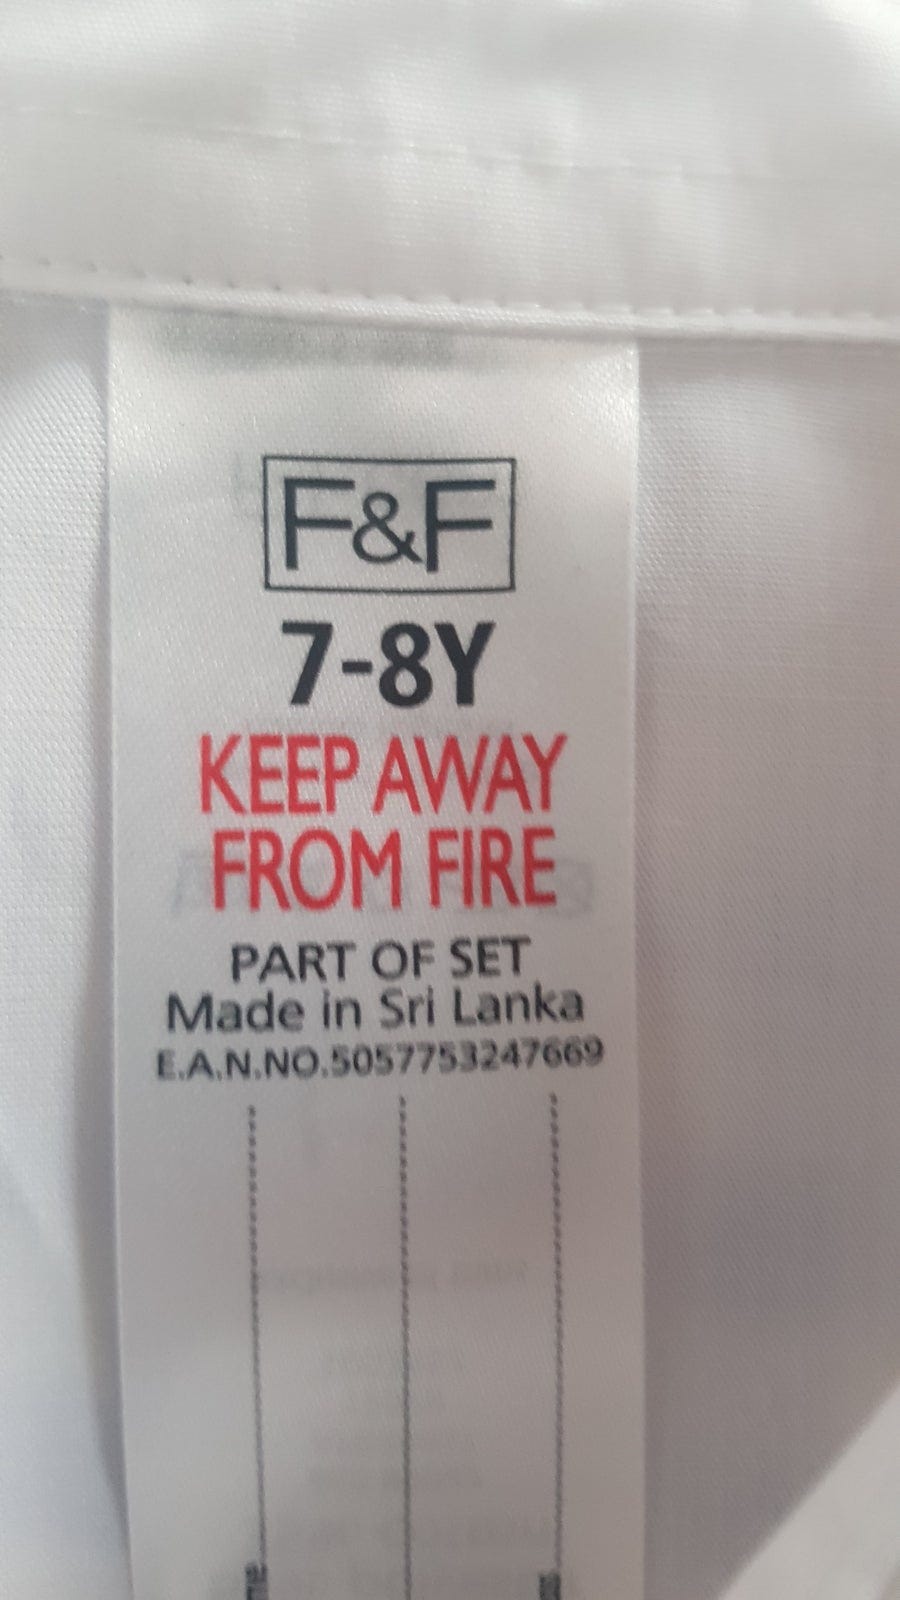 F&F
7-8Y
KEEP AWAY
FROM FIRE
PART OF SET
Made in Sri Lanka
E.A.N.NO.5057753247669